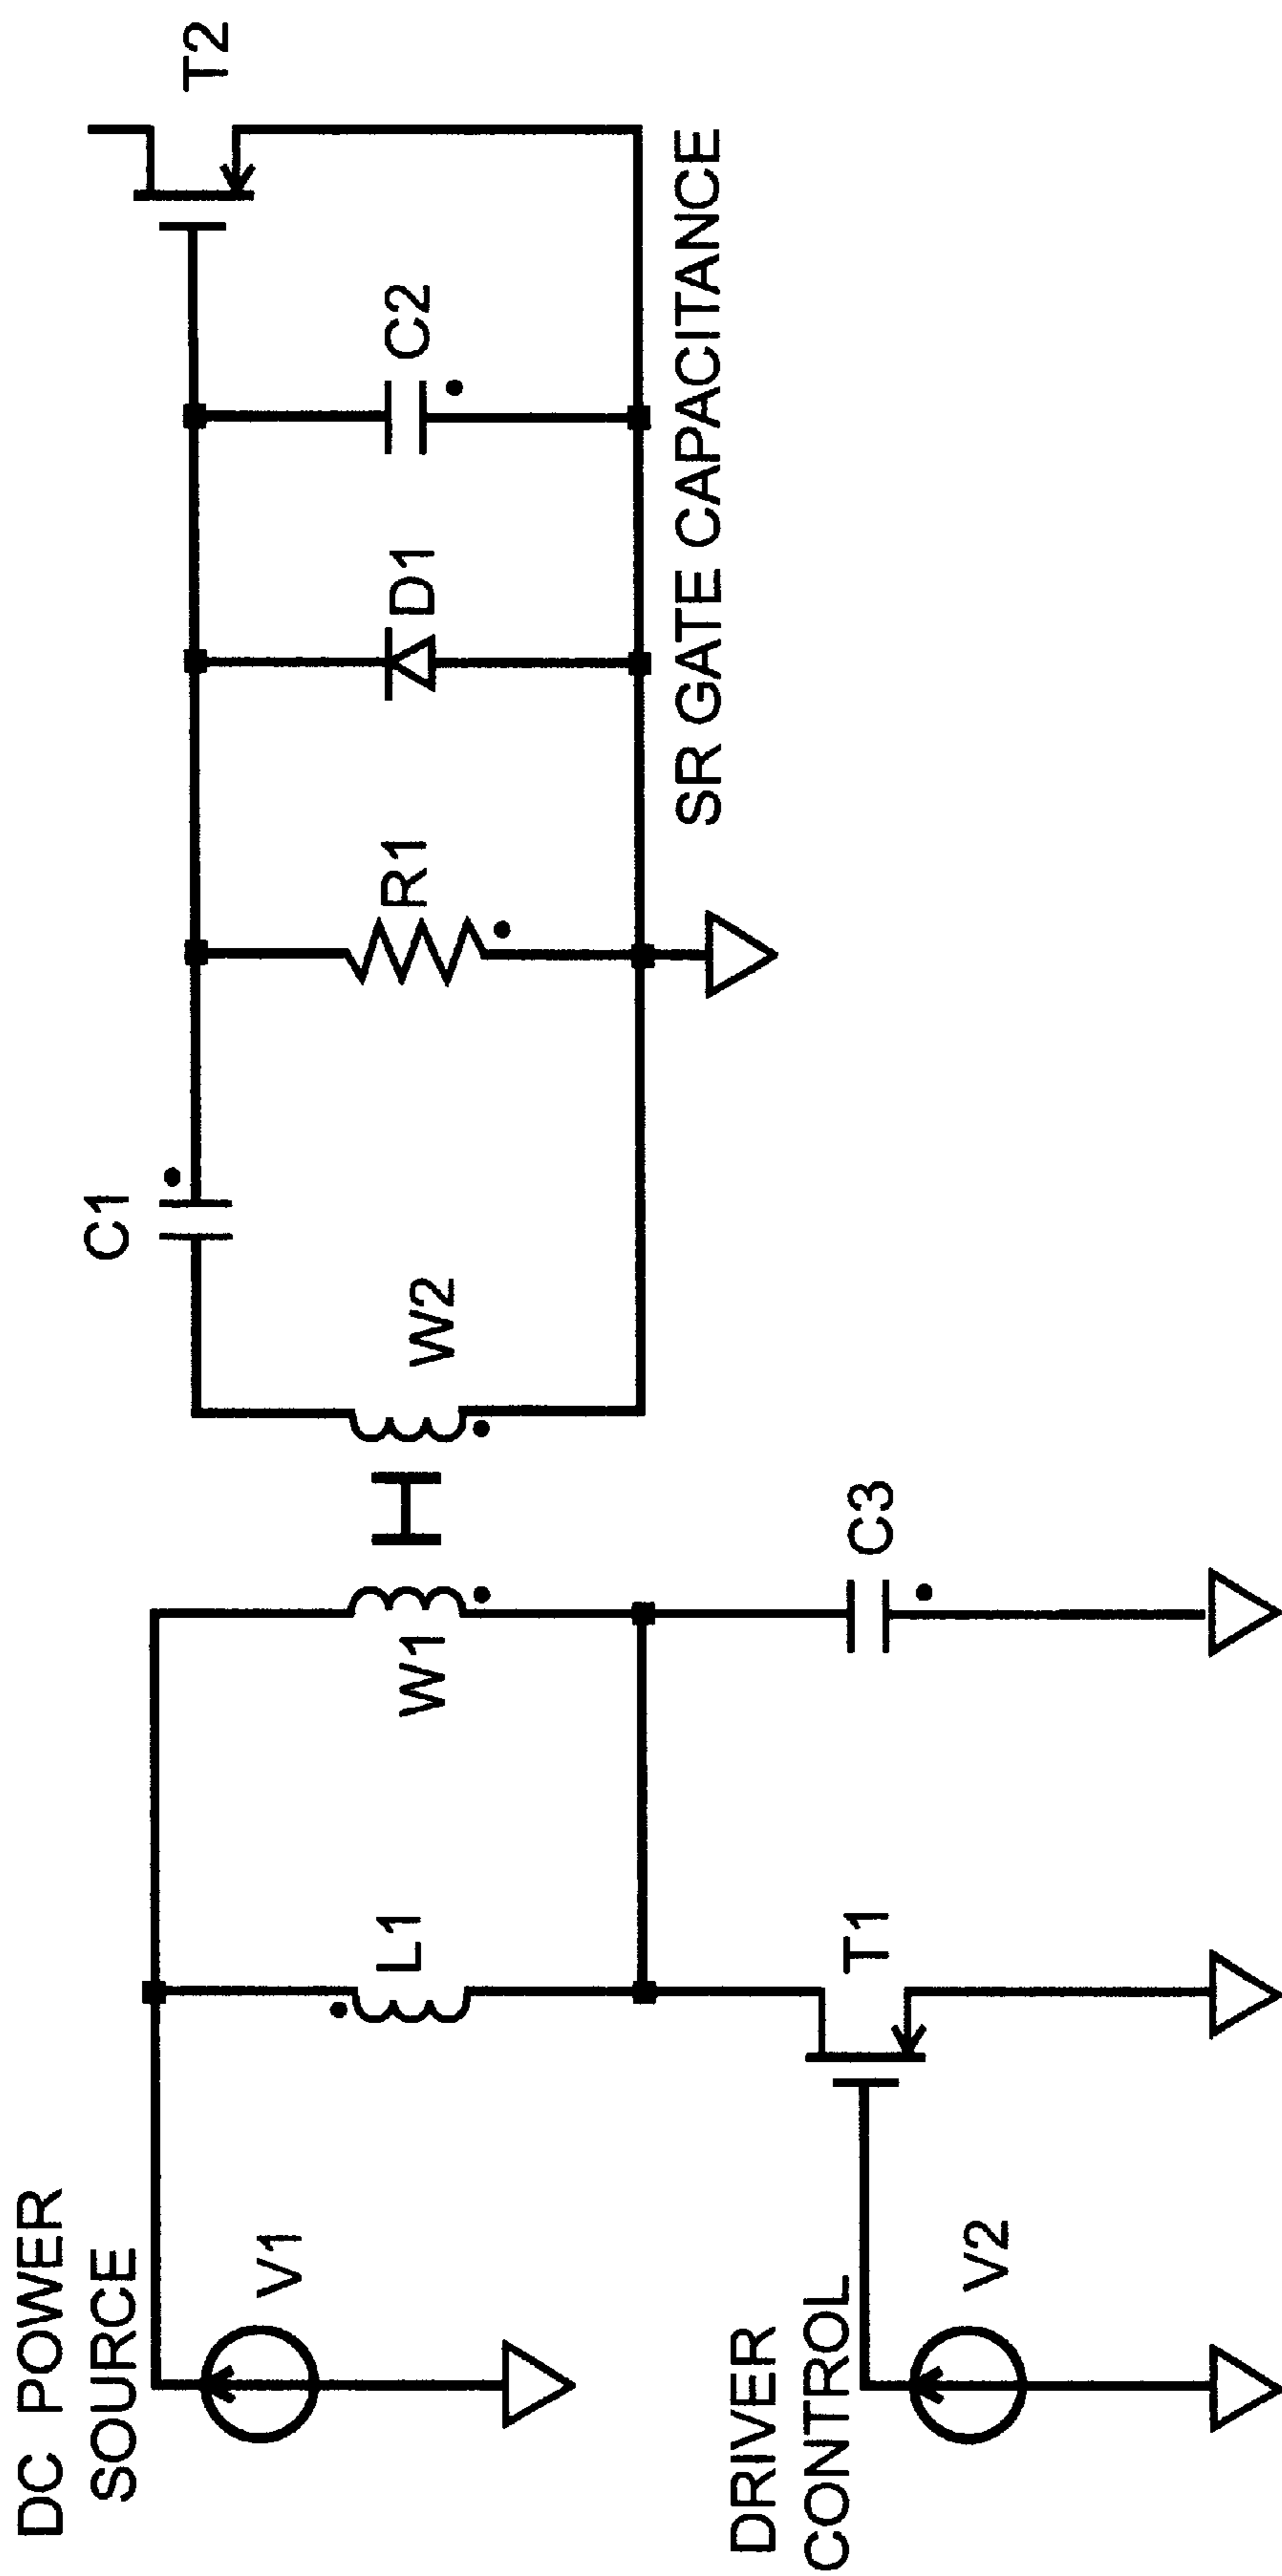 DC POWER
SOURCE
V1
L1
W1
W2
C1
R1
D1
C2
T2
SR GATE CAPACITANCE
DRIVER
CONTROL
V2
T1
C3